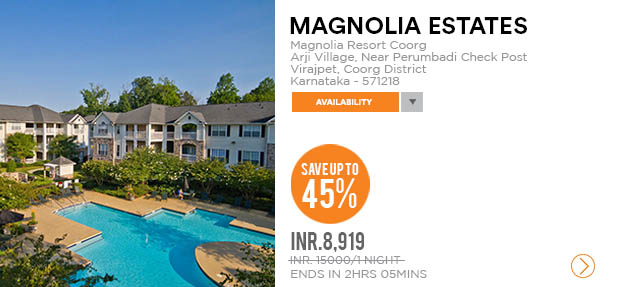 MAGNOLIA ESTATES
Magnolia Resort Coorg
Arji Village, Near Perumbadi Check Post
Virajpet, Coorg District
Karnataka - 571218
AVAILABILITY
SAVE UP TO
45%
INR.8,919
INR. 15000/1 NIGHT
ENDS IN 2HRS 05MINS